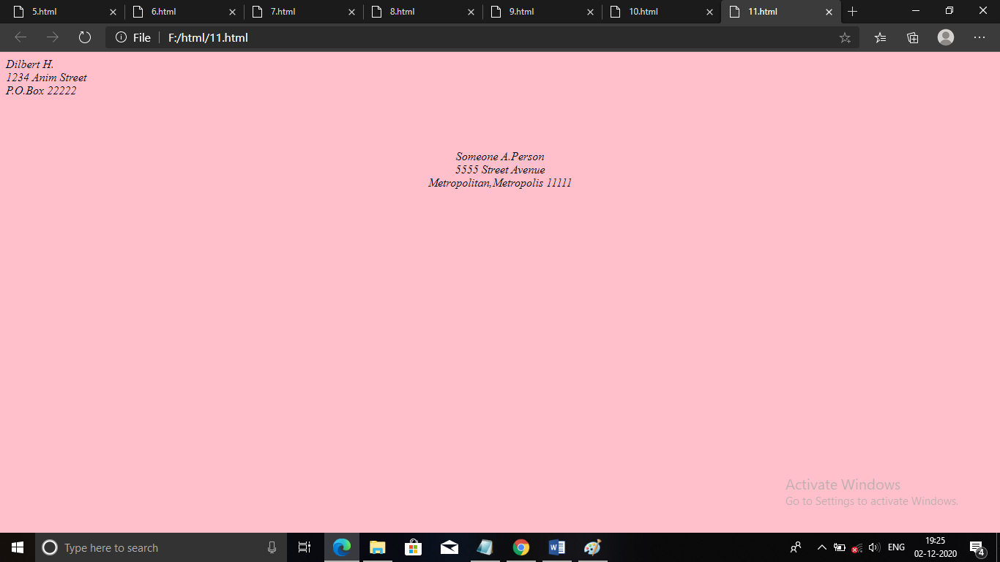 5.html
6.html
7.html
8.html
9.html
10.html
11.html
File F:/html/11.html
Dilbert H.
1234 Anim Street
P.O.Box 22222
Someone A.Person
5555 Street Avenue
Metropolitan,Metropolis 11111
Activate Windows
Go to Settings to activate Windows.
Type here to search
ENG
19:25
02-12-2020
4